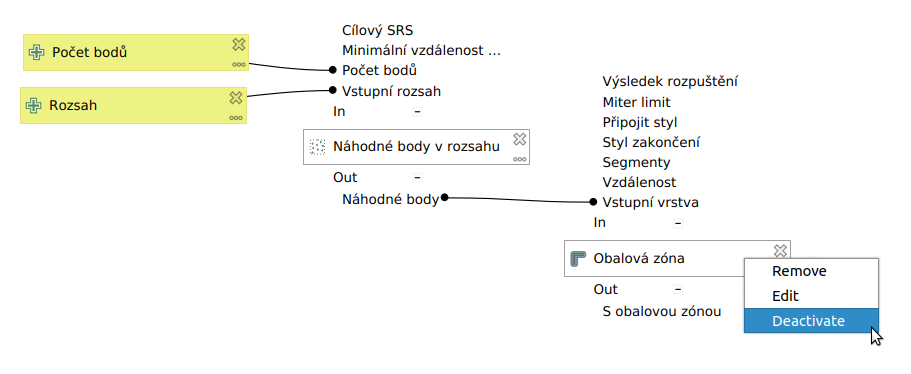 Počet bodů
Rozsah
Cílový SRS
Minimální vzdálenost ...
Počet bodů
Vstupní rozsah
In –
Náhodné body v rozsahu
Out –
Náhodné body
Výsledek rozpuštění
Miter limit
Připojit styl
Styl zakončení
Segmenty
Vzdálenost
Vstupní vrstva
In –
Obalová zóna
Out –
S obalovou zónou
Remove
Edit
Deactivate